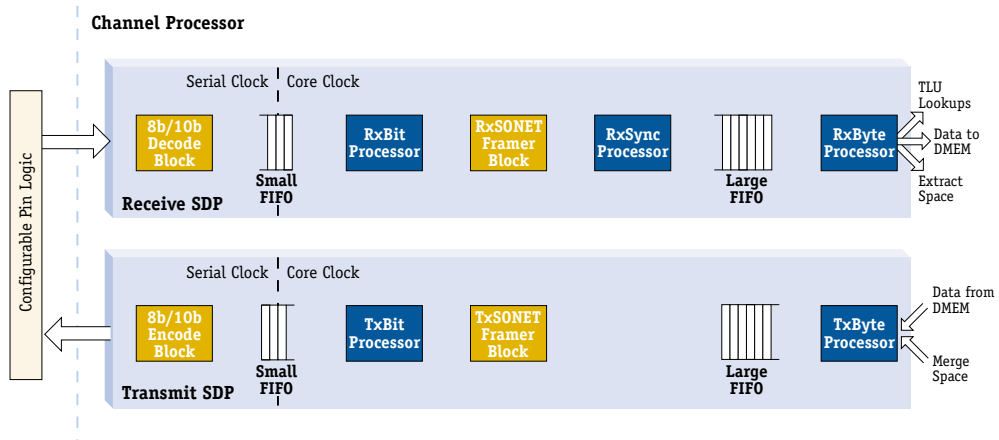 Channel Processor
Configurable Pin Logic
Serial Clock
Core Clock
8b/10b
Decode
Block
Small
FIFO
RxBit
Processor
RxSONET
Framer
Block
RxSync
Processor
Large
FIFO
RxByte
Processor
TLU
Lookups
Data to
DMEM
Extract
Space
Receive SDP
Serial Clock
Core Clock
8b/10b
Encode
Block
Small
FIFO
TxBit
Processor
TxSONET
Framer
Block
Large
FIFO
TxByte
Processor
Data from
DMEM
Merge
Space
Transmit SDP